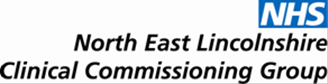 NHS
North East Lincolnshire
Clinical Commissioning Group